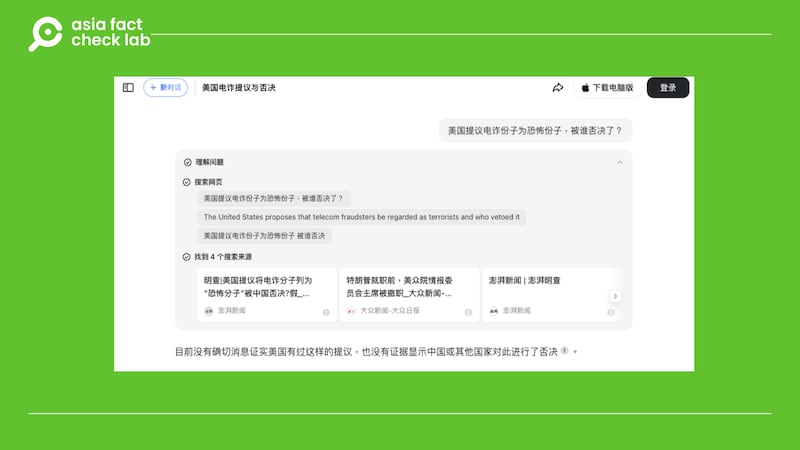 asia fact
check lab
+ 新对话
美国电诈提议与否决
下载电脑版
登录
美国提议电诈份子为恐怖份子，被谁否决了？
理解问题
搜索网页
美国提议电诈份子为恐怖份子，被谁否决了？
The United States proposes that telecom fraudsters be regarded as terrorists and who vetoed it
美国提议电诈份子为恐怖份子 被谁否决
找到 4 个搜索来源
明查|美国提议将电诈分子列为
“恐怖分子”被中国否决?假_...
澎湃新闻
1
特朗普就职前，美众院情报委
员会主席被撤职_大众新闻-...
大众新闻-大众日报
2
澎湃新闻 | 澎湃明查
澎湃新闻
3
目前没有确切消息证实美国有过这样的提议，也没有证据显示中国或其他国家对此进行了否决 1 。